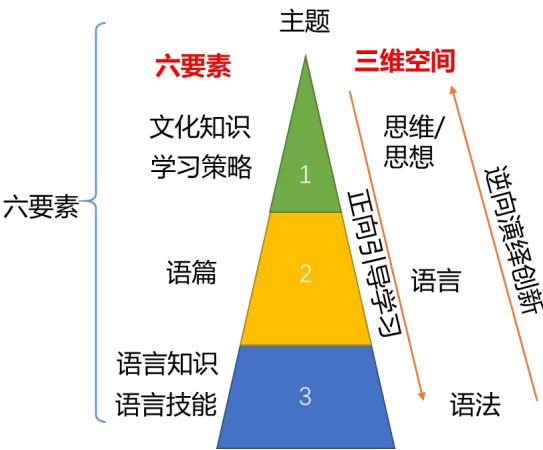 主题
六要素
三维空间
文化知识
学习策略
1
思维/
思想
六要素
正向引导学习
逆向演绎创新
语篇
2
语言
语言知识
语言技能
3
语法